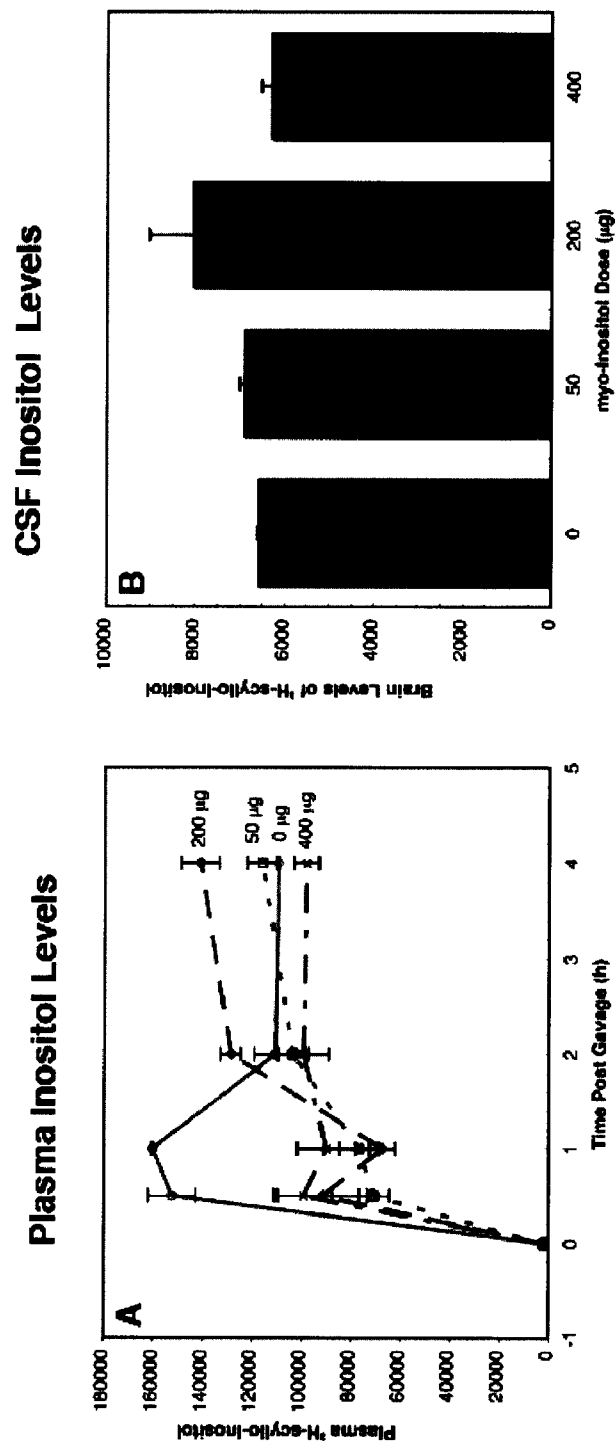 Plasma Inositol Levels
A
Plasma ³H-scyllo-Inositol
180000
160000
140000
120000
100000
80000
60000
40000
20000
0
-1
0
1
2
3
4
5
Time Post Gavage (h)
200 µg
50 µg
0 µg
400 µg
CSF Inositol Levels
B
Brain Levels of ³H-scyllo-Inositol
10000
8000
6000
4000
2000
0
0
50
200
400
myo-Inositol Dose (µg)